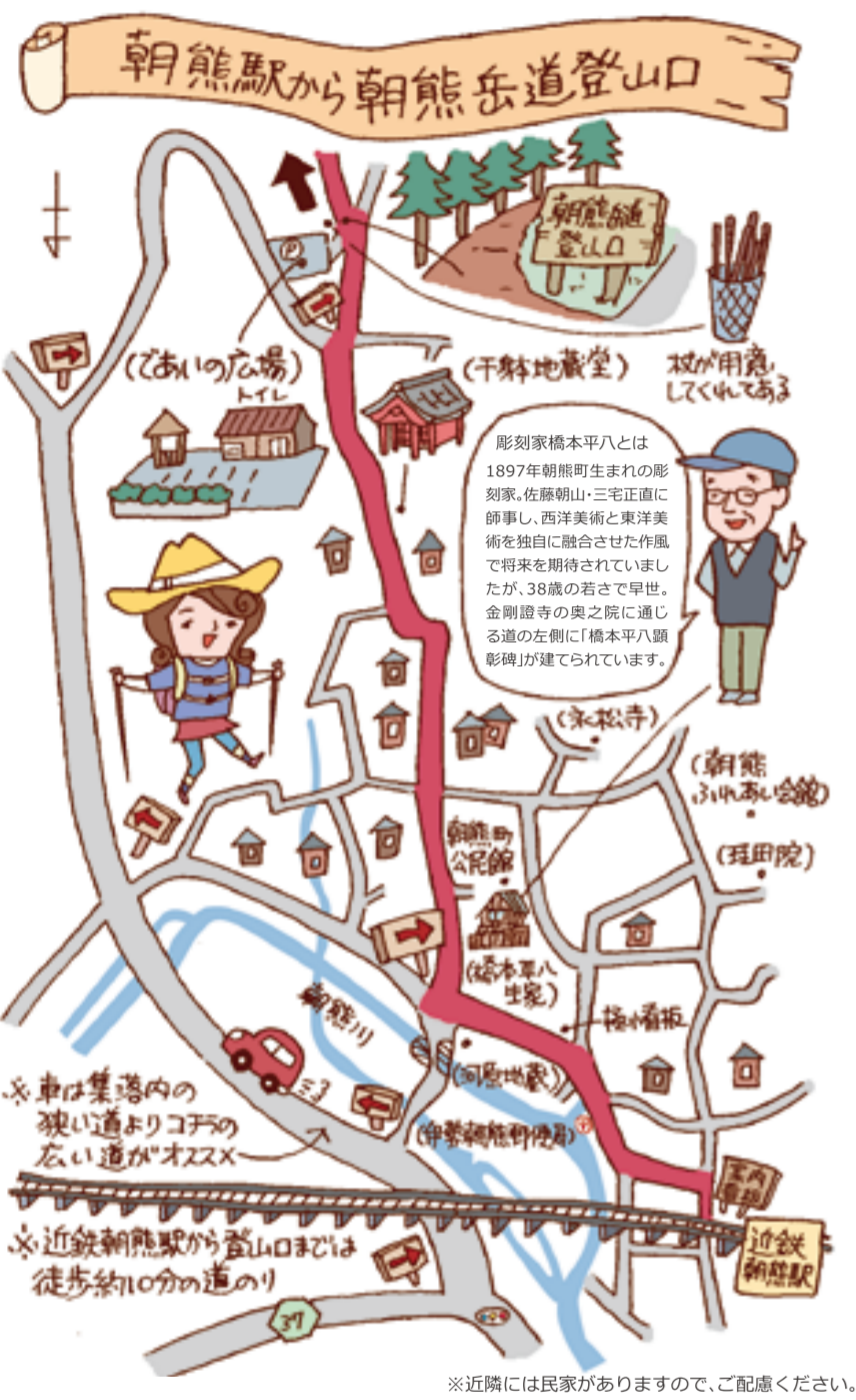 朝熊駅から朝熊岳道登山口
朝熊岳道
登山口
P
(であいの広場)
トイレ
(千躰地蔵堂)
杖が用意
してくれてある
彫刻家橋本平八とは
1897年朝熊町生まれの彫
刻家。佐藤朝山・三宅正直に
師事し、西洋美術と東洋美
術を独自に融合させた作風
で将来を期待されていまし
たが、38歳の若さで早世。
金剛證寺の奥之院に通じ
る道の左側に「橋本平八顕
彰碑」が建てられています。
(永松寺)
(朝熊
ふれあい会館)
朝熊町
公民館
(橋本平八
生家)
朝熊川
(河原地蔵)
(伊勢朝熊郵便局)
※車は集落内の
狭い道よりコチラの
広い道がオススメ
案内
看板
近鉄
朝熊駅
※近鉄朝熊駅から登山口までは
徒歩約10分の道のり
37
※近隣には民家がありますので、ご配慮ください。